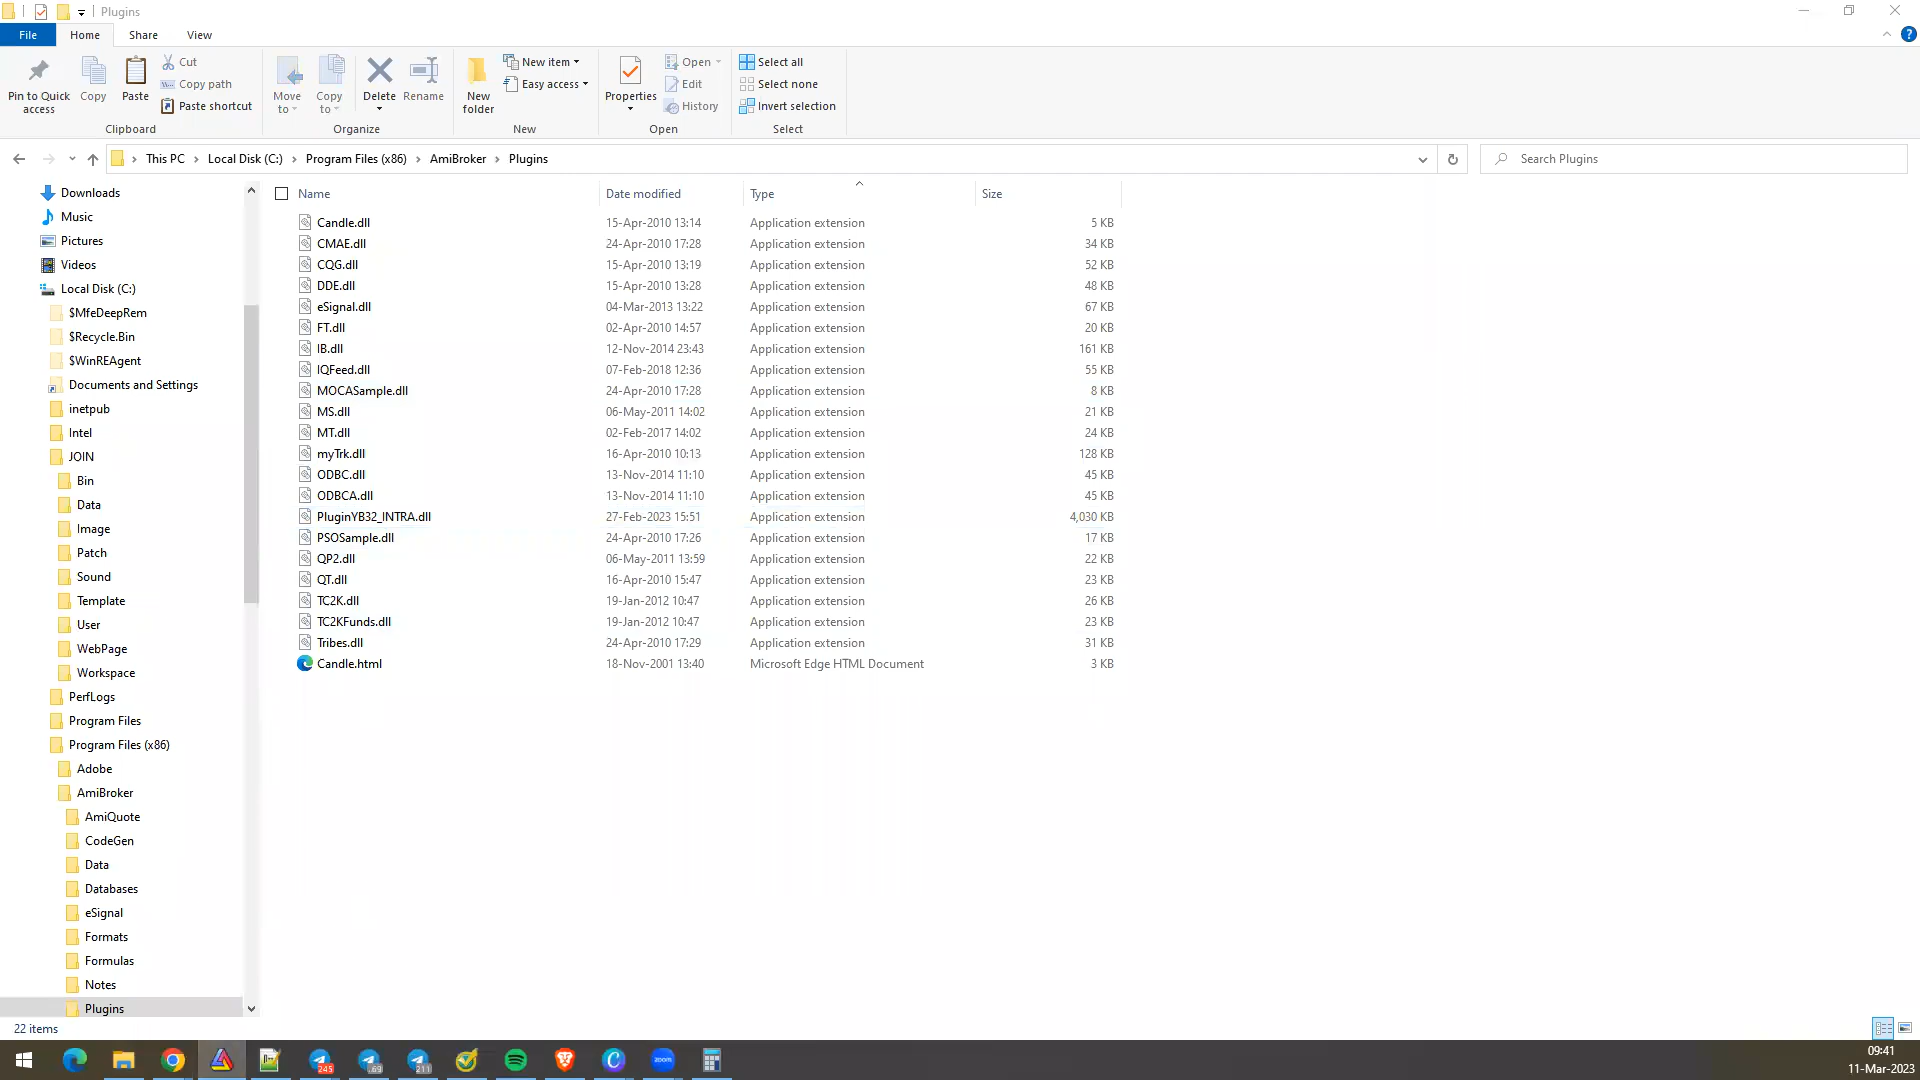 Plugins
File Home Share View
Pin to Quick access
Copy
Paste
Cut
Copy path
Paste shortcut
Clipboard
Move to
Copy to
Delete
Rename
Organize
New folder
New item
Easy access
New
Properties
Open
Edit
History
Open
Select all
Select none
Invert selection
Select
This PC > Local Disk (C:) > Program Files (x86) > AmiBroker > Plugins
Search Plugins
Downloads
Music
Pictures
Videos
Local Disk (C:)
$MfeDeepRem
$Recycle.Bin
$WinREAgent
Documents and Settings
inetpub
Intel
JOIN
Bin
Data
Image
Patch
Sound
Template
User
WebPage
Workspace
PerfLogs
Program Files
Program Files (x86)
Adobe
AmiBroker
AmiQuote
CodeGen
Data
Databases
eSignal
Formats
Formulas
Notes
Plugins
Name Date modified Type Size
Candle.dll 15-Apr-2010 13:14 Application extension 5 KB
CMAE.dll 24-Apr-2010 17:28 Application extension 34 KB
CQG.dll 15-Apr-2010 13:19 Application extension 52 KB
DDE.dll 15-Apr-2010 13:28 Application extension 48 KB
eSignal.dll 04-Mar-2013 13:22 Application extension 67 KB
FT.dll 02-Apr-2010 14:57 Application extension 20 KB
IB.dll 12-Nov-2014 23:43 Application extension 161 KB
IQFeed.dll 07-Feb-2018 12:36 Application extension 55 KB
MOCASample.dll 24-Apr-2010 17:28 Application extension 8 KB
MS.dll 06-May-2011 14:02 Application extension 21 KB
MT.dll 02-Feb-2017 14:02 Application extension 24 KB
myTrk.dll 16-Apr-2010 10:13 Application extension 128 KB
ODBC.dll 13-Nov-2014 11:10 Application extension 45 KB
ODBCA.dll 13-Nov-2014 11:10 Application extension 45 KB
PluginYB32_INTRA.dll 27-Feb-2023 15:51 Application extension 4,030 KB
PSOSample.dll 24-Apr-2010 17:26 Application extension 17 KB
QP2.dll 06-May-2011 13:59 Application extension 22 KB
QT.dll 16-Apr-2010 15:47 Application extension 23 KB
TC2K.dll 19-Jan-2012 10:47 Application extension 26 KB
TC2KFunds.dll 19-Jan-2012 10:47 Application extension 23 KB
Tribes.dll 24-Apr-2010 17:29 Application extension 31 KB
Candle.html 18-Nov-2001 13:40 Microsoft Edge HTML Document 3 KB
22 items
245
.69
211
zoom
09:41
11-Mar-2023